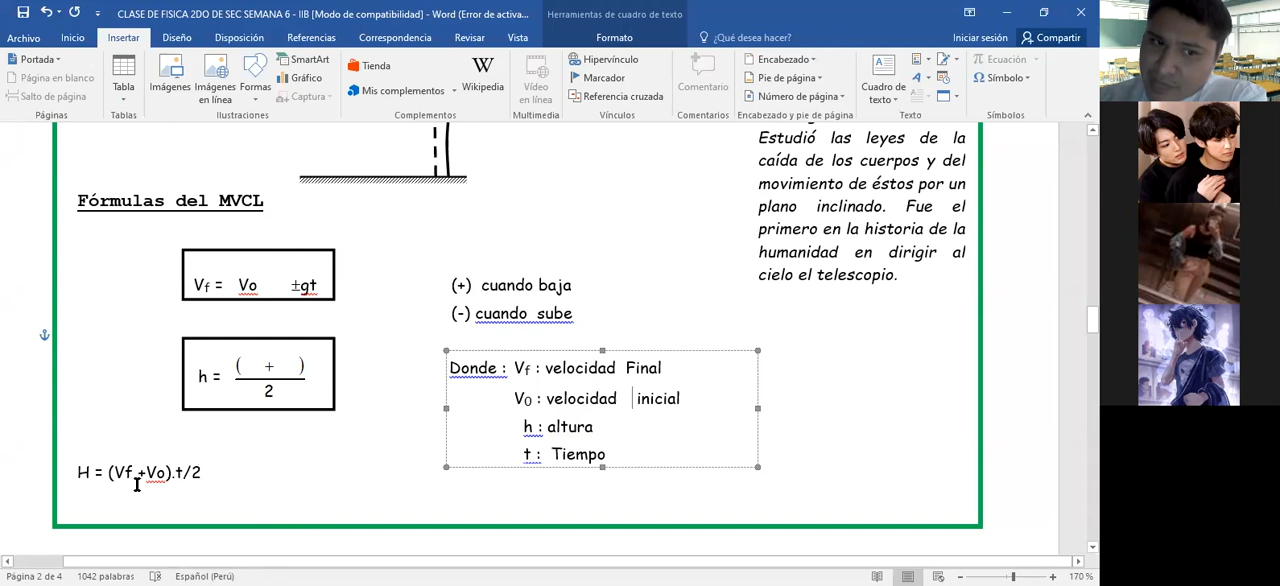 CLASE DE FISICA 2DO DE SEC SEMANA 6 - IIB [Modo de compatibilidad] - Word (Error de activa...
Herramientas de cuadro de texto
Archivo Inicio Insertar Diseño Disposición Referencias Correspondencia Revisar Vista Formato ¿Qué desea hacer? Iniciar sesión Compartir
Portada
Página en blanco
Salto de página
Páginas
Tabla
Tablas
Imágenes
Imágenes en línea
Formas
SmartArt
Gráfico
Captura
Ilustraciones
Tienda
Mis complementos
Wikipedia
Complementos
Vídeo en línea
Multimedia
Hipervínculo
Marcador
Referencia cruzada
Vínculos
Comentario
Comentarios
Encabezado
Pie de página
Número de página
Encabezado y pie de página
Cuadro de texto
Texto
Ecuación
Símbolo
Símbolos
Estudió las leyes de la
caída de los cuerpos y del
movimiento de éstos por un
plano inclinado. Fue el
primero en la historia de la
humanidad en dirigir al
cielo el telescopio.
Fórmulas del MVCL
Vf = Vo ±gt
(+) cuando baja
(-) cuando sube
h = ( + )
2
Donde : Vf : velocidad Final
V0 : velocidad inicial
h : altura
t : Tiempo
H = (Vf +Vo).t/2
Página 2 de 4 1042 palabras Español (Perú) 170 %